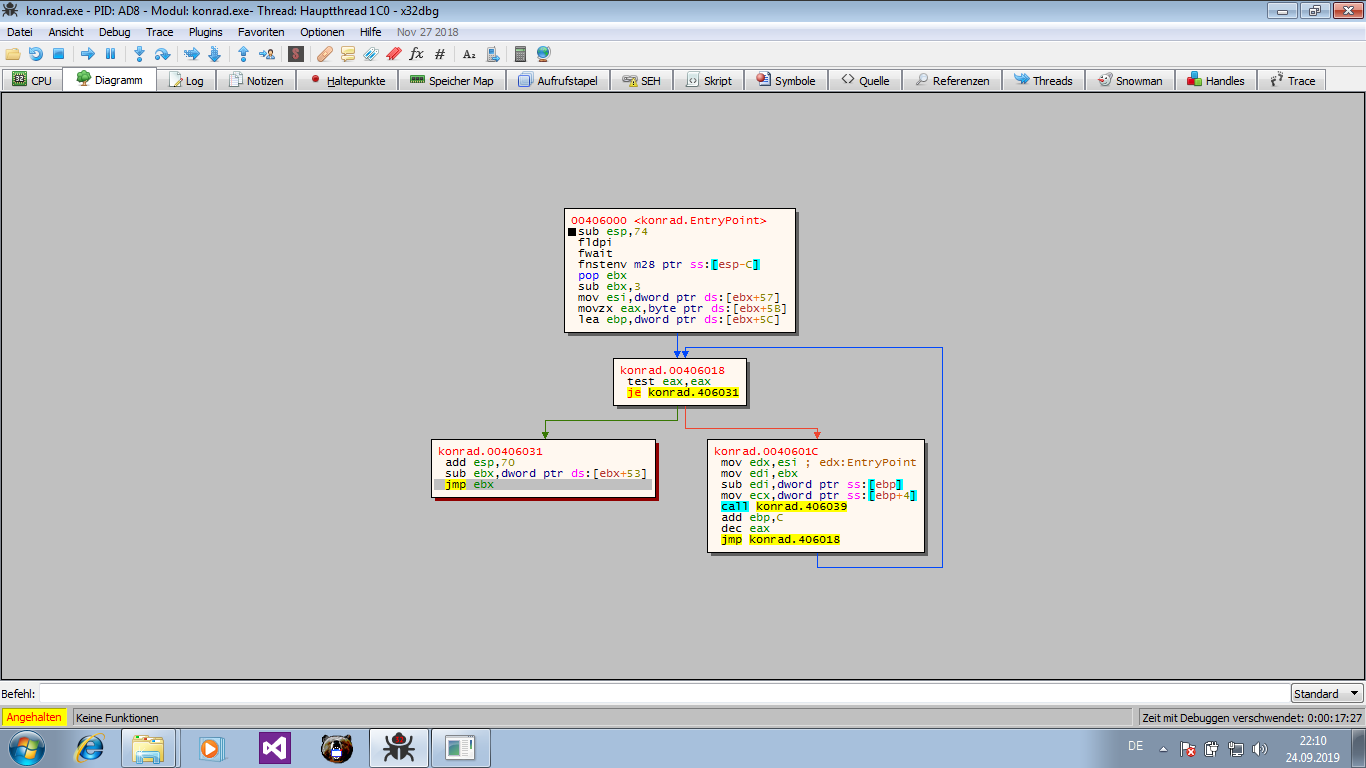 konrad.exe - PID: AD8 - Modul: konrad.exe- Thread: Hauptthread 1C0 - x32dbg
Datei Ansicht Debug Trace Plugins Favoriten Optionen Hilfe Nov 27 2018
S fx # A₂
32 CPU Diagramm Log Notizen Haltepunkte Speicher Map Aufrufstapel SEH Skript Symbole Quelle Referenzen Threads Snowman Handles Trace
00406000 <konrad.EntryPoint>
sub esp,74
fldpi
fwait
fnstenv m28 ptr ss:[esp-C]
pop ebx
sub ebx,3
mov esi,dword ptr ds:[ebx+57]
movzx eax,byte ptr ds:[ebx+5B]
lea ebp,dword ptr ds:[ebx+5C]
konrad.00406018
test eax,eax
je konrad.406031
konrad.00406031
add esp,70
sub ebx,dword ptr ds:[ebx+53]
jmp ebx
konrad.0040601C
mov edx,esi ; edx:EntryPoint
mov edi,ebx
sub edi,dword ptr ss:[ebp]
mov ecx,dword ptr ss:[ebp+4]
call konrad.406039
add ebp,C
dec eax
jmp konrad.406018
Befehl: Standard
Angehalten Keine Funktionen Zeit mit Debuggen verschwendet: 0:00:17:27
DE 22:10
24.09.2019